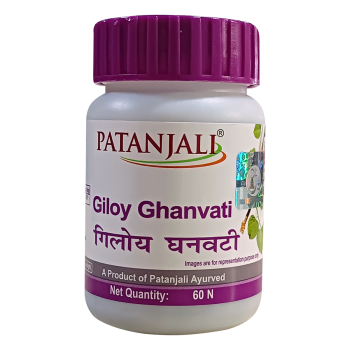 PATANJALI®
Giloy Ghanvati
गिलोय घनवटी
Images are for representation purpose only
A Product of Patanjali Ayurved
Net Quantity: 60 N